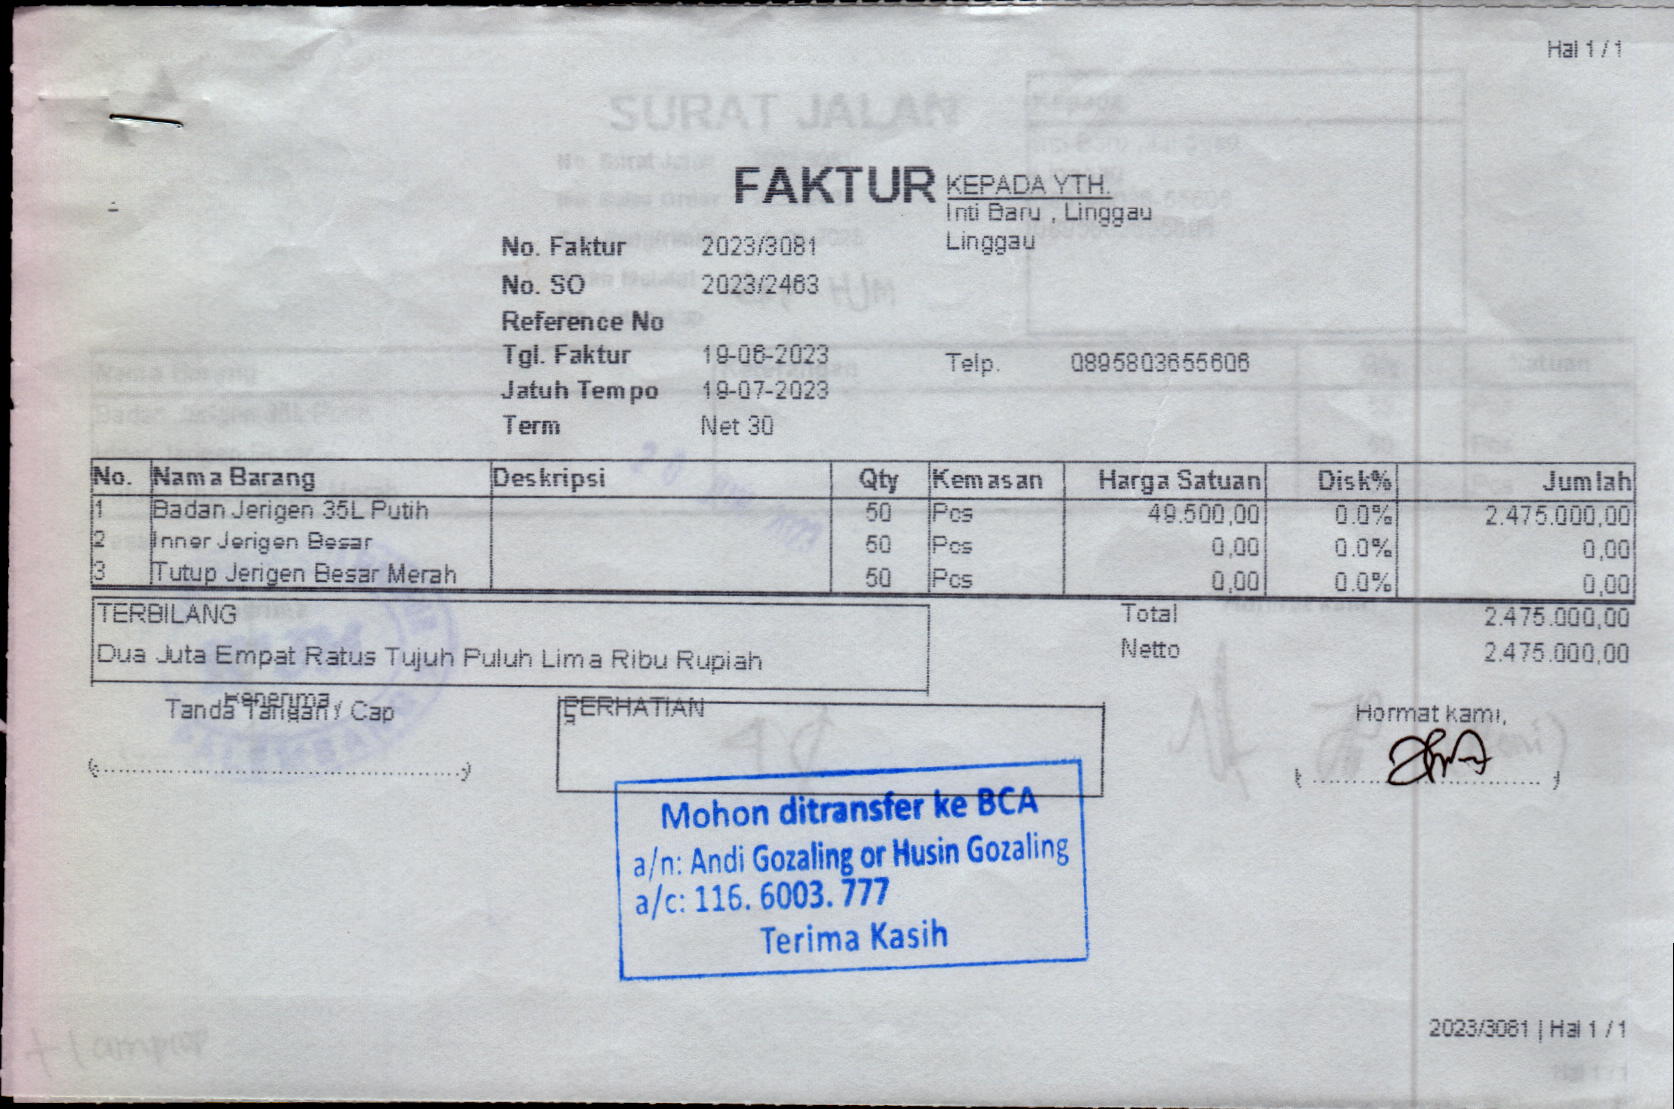 Hal 1 / 1
SURAT JALAN
FAKTUR
KEPADA YTH.
Inti Baru , Linggau
Linggau
No. Faktur 2023/3081
No. SO 2023/2463
Reference No
Tgl. Faktur 19-06-2023
Telp. 0895803655606
Jatuh Tempo 19-07-2023
Term Net 30
No. Nama Barang Deskripsi Qty Kemasan Harga Satuan Disk% Jumlah
1 Badan Jerigen 35L Putih 50 Pcs 49.500,00 0.0% 2.475.000,00
2 Inner Jerigen Besar 50 Pcs 0,00 0.0% 0,00
3 Tutup Jerigen Besar Merah 50 Pcs 0,00 0.0% 0,00
TERBILANG
Dua Juta Empat Ratus Tujuh Puluh Lima Ribu Rupiah
Total 2.475.000,00
Netto 2.475.000,00
Penerima
Tanda Tangan / Cap
PERHATIAN
Hormat kami,
Mohon ditransfer ke BCA
a/n: Andi Gozaling or Husin Gozaling
a/c: 116. 6003. 777
Terima Kasih
2023/3081 | Hal 1 / 1